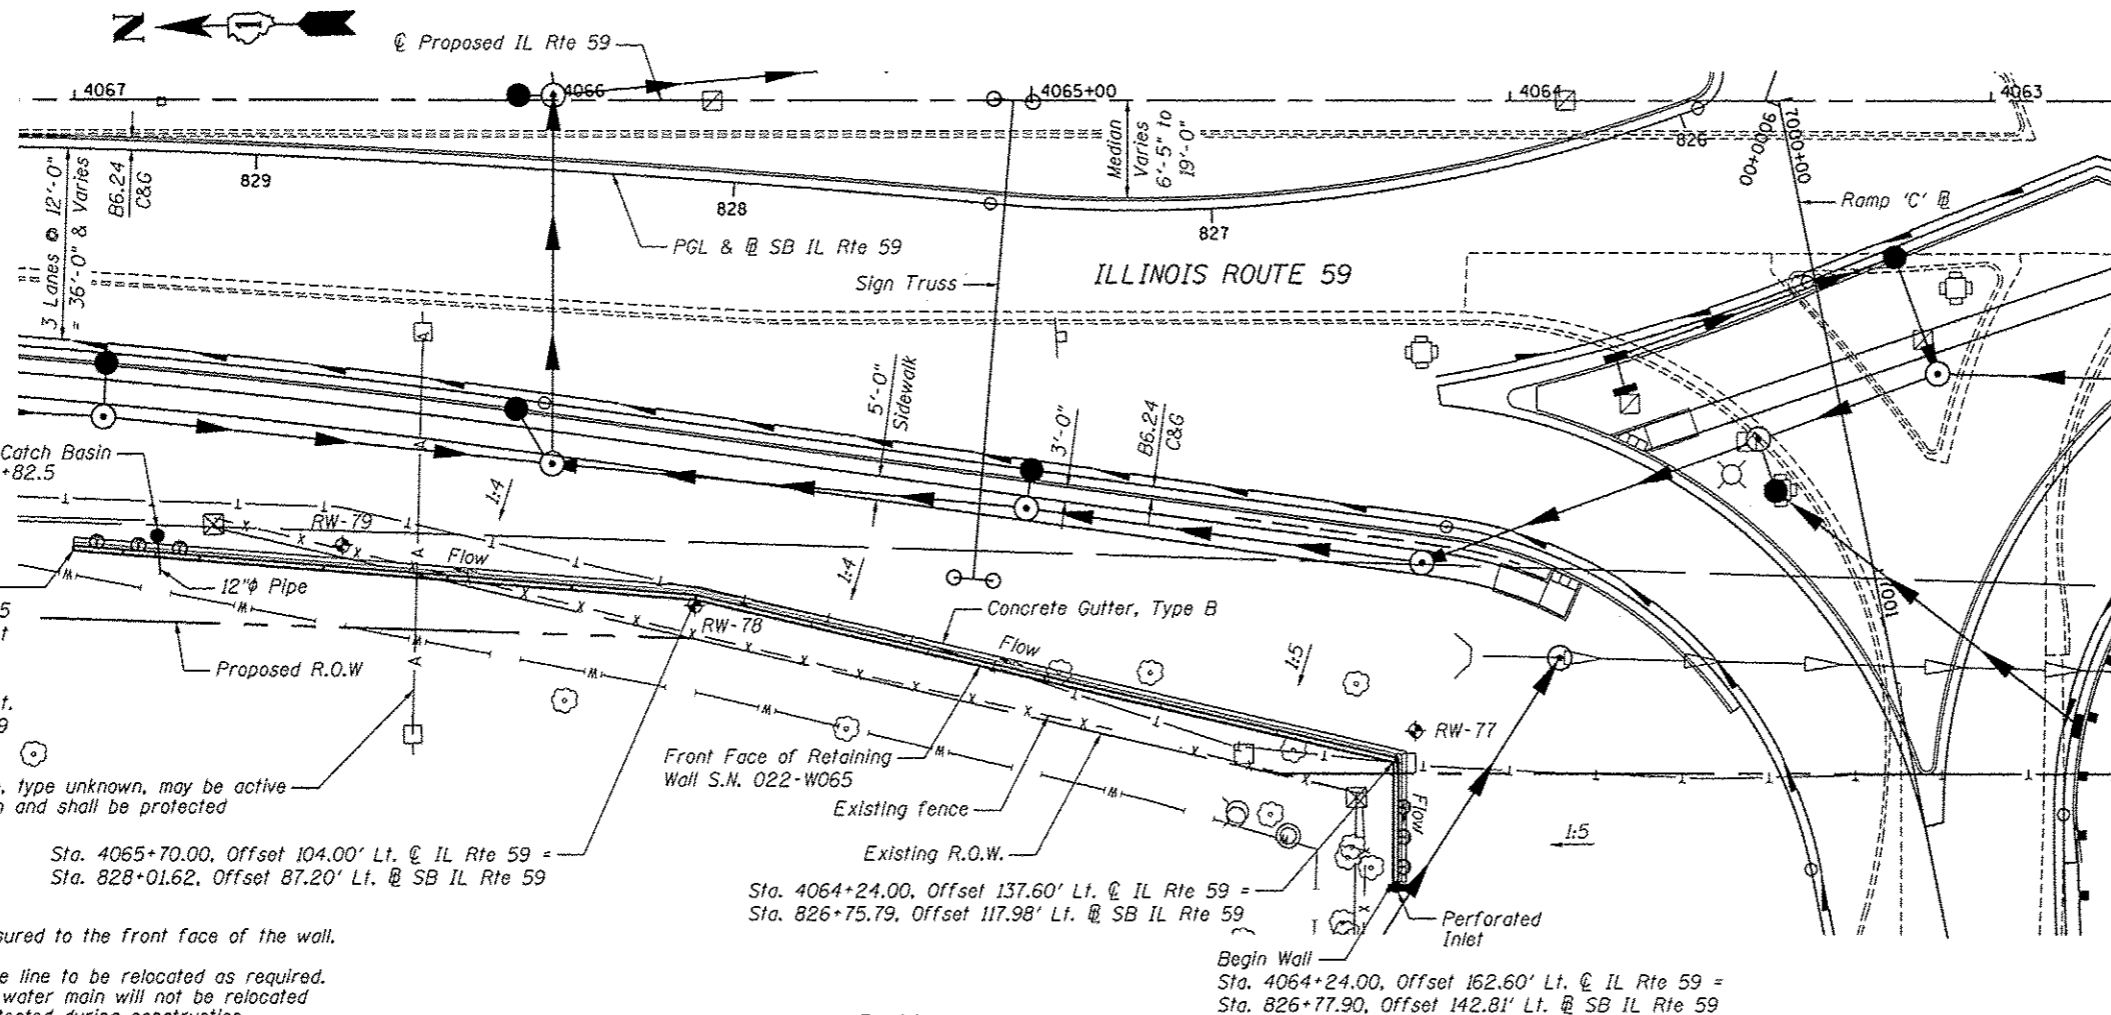 N
℄ Proposed IL Rte 59
4067
4066
4065+00
4064
4063
B6.24
C&G
3 Lanes @ 12'-0"
= 36'-0" & Varies
829
828
827
826
Median
Varies
6'-5" to
19'-0"
9000+00
7000+00
Ramp 'C' ℄
PGL & ℄ SB IL Rte 59
Sign Truss
ILLINOIS ROUTE 59
5'-0"
Sidewalk
3'-0"
B6.24
C&G
Catch Basin
+82.5
1:4
RW-79
Flow
1:4
12"ϕ Pipe
5
t
RW-78
Concrete Gutter, Type B
Flow
1:5
7001
Proposed R.O.W
t.
9
Front Face of Retaining
Wall S.N. 022-W065
RW-77
, type unknown, may be active
n and shall be protected
Existing fence
Flow
1:5
Existing R.O.W.
Sta. 4065+70.00, Offset 104.00' Lt. ℄ IL Rte 59 =
Sta. 828+01.62, Offset 87.20' Lt. ℄ SB IL Rte 59
Sta. 4064+24.00, Offset 137.60' Lt. ℄ IL Rte 59 =
Sta. 826+75.79, Offset 117.98' Lt. ℄ SB IL Rte 59
Perforated
Inlet
sured to the front face of the wall.
Begin Wall
Sta. 4064+24.00, Offset 162.60' Lt. ℄ IL Rte 59 =
Sta. 826+77.90, Offset 142.81' Lt. ℄ SB IL Rte 59
e line to be relocated as required.
water main will not be relocated